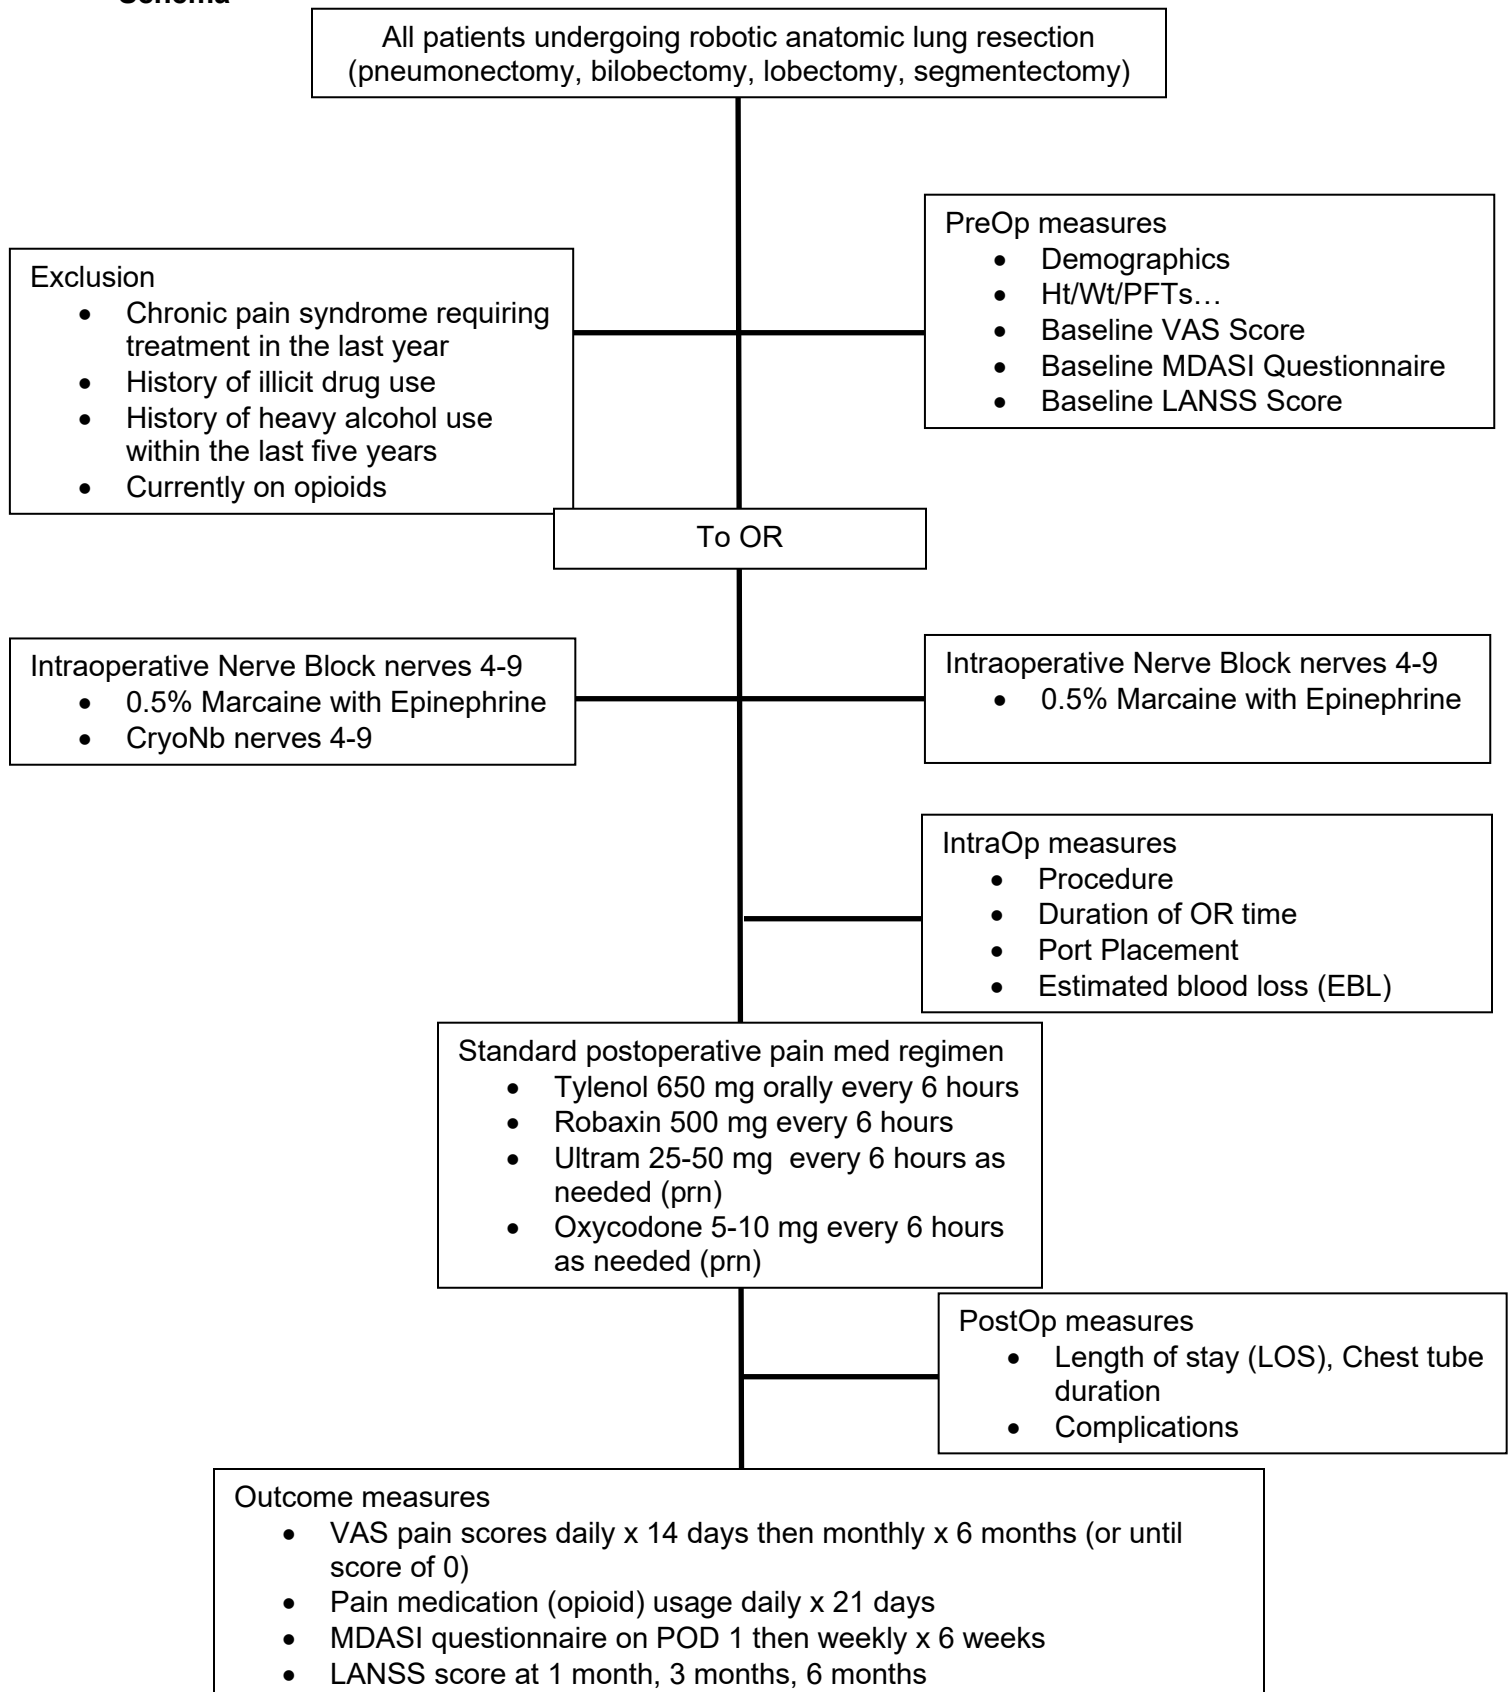 Schema
All patients undergoing robotic anatomic lung resection
(pneumonectomy, bilobectomy, lobectomy, segmentectomy)
PreOp measures
• Demographics
• Ht/Wt/PFTs…
• Baseline VAS Score
• Baseline MDASI Questionnaire
• Baseline LANSS Score
Exclusion
• Chronic pain syndrome requiring
treatment in the last year
• History of illicit drug use
• History of heavy alcohol use
within the last five years
• Currently on opioids
To OR
Intraoperative Nerve Block nerves 4-9
• 0.5% Marcaine with Epinephrine
• CryoNb nerves 4-9
Intraoperative Nerve Block nerves 4-9
• 0.5% Marcaine with Epinephrine
IntraOp measures
• Procedure
• Duration of OR time
• Port Placement
• Estimated blood loss (EBL)
Standard postoperative pain med regimen
• Tylenol 650 mg orally every 6 hours
• Robaxin 500 mg every 6 hours
• Ultram 25-50 mg  every 6 hours as
needed (prn)
• Oxycodone 5-10 mg every 6 hours
as needed (prn)
PostOp measures
• Length of stay (LOS), Chest tube
duration
• Complications
Outcome measures
• VAS pain scores daily x 14 days then monthly x 6 months (or until
score of 0)
• Pain medication (opioid) usage daily x 21 days
• MDASI questionnaire on POD 1 then weekly x 6 weeks
• LANSS score at 1 month, 3 months, 6 months